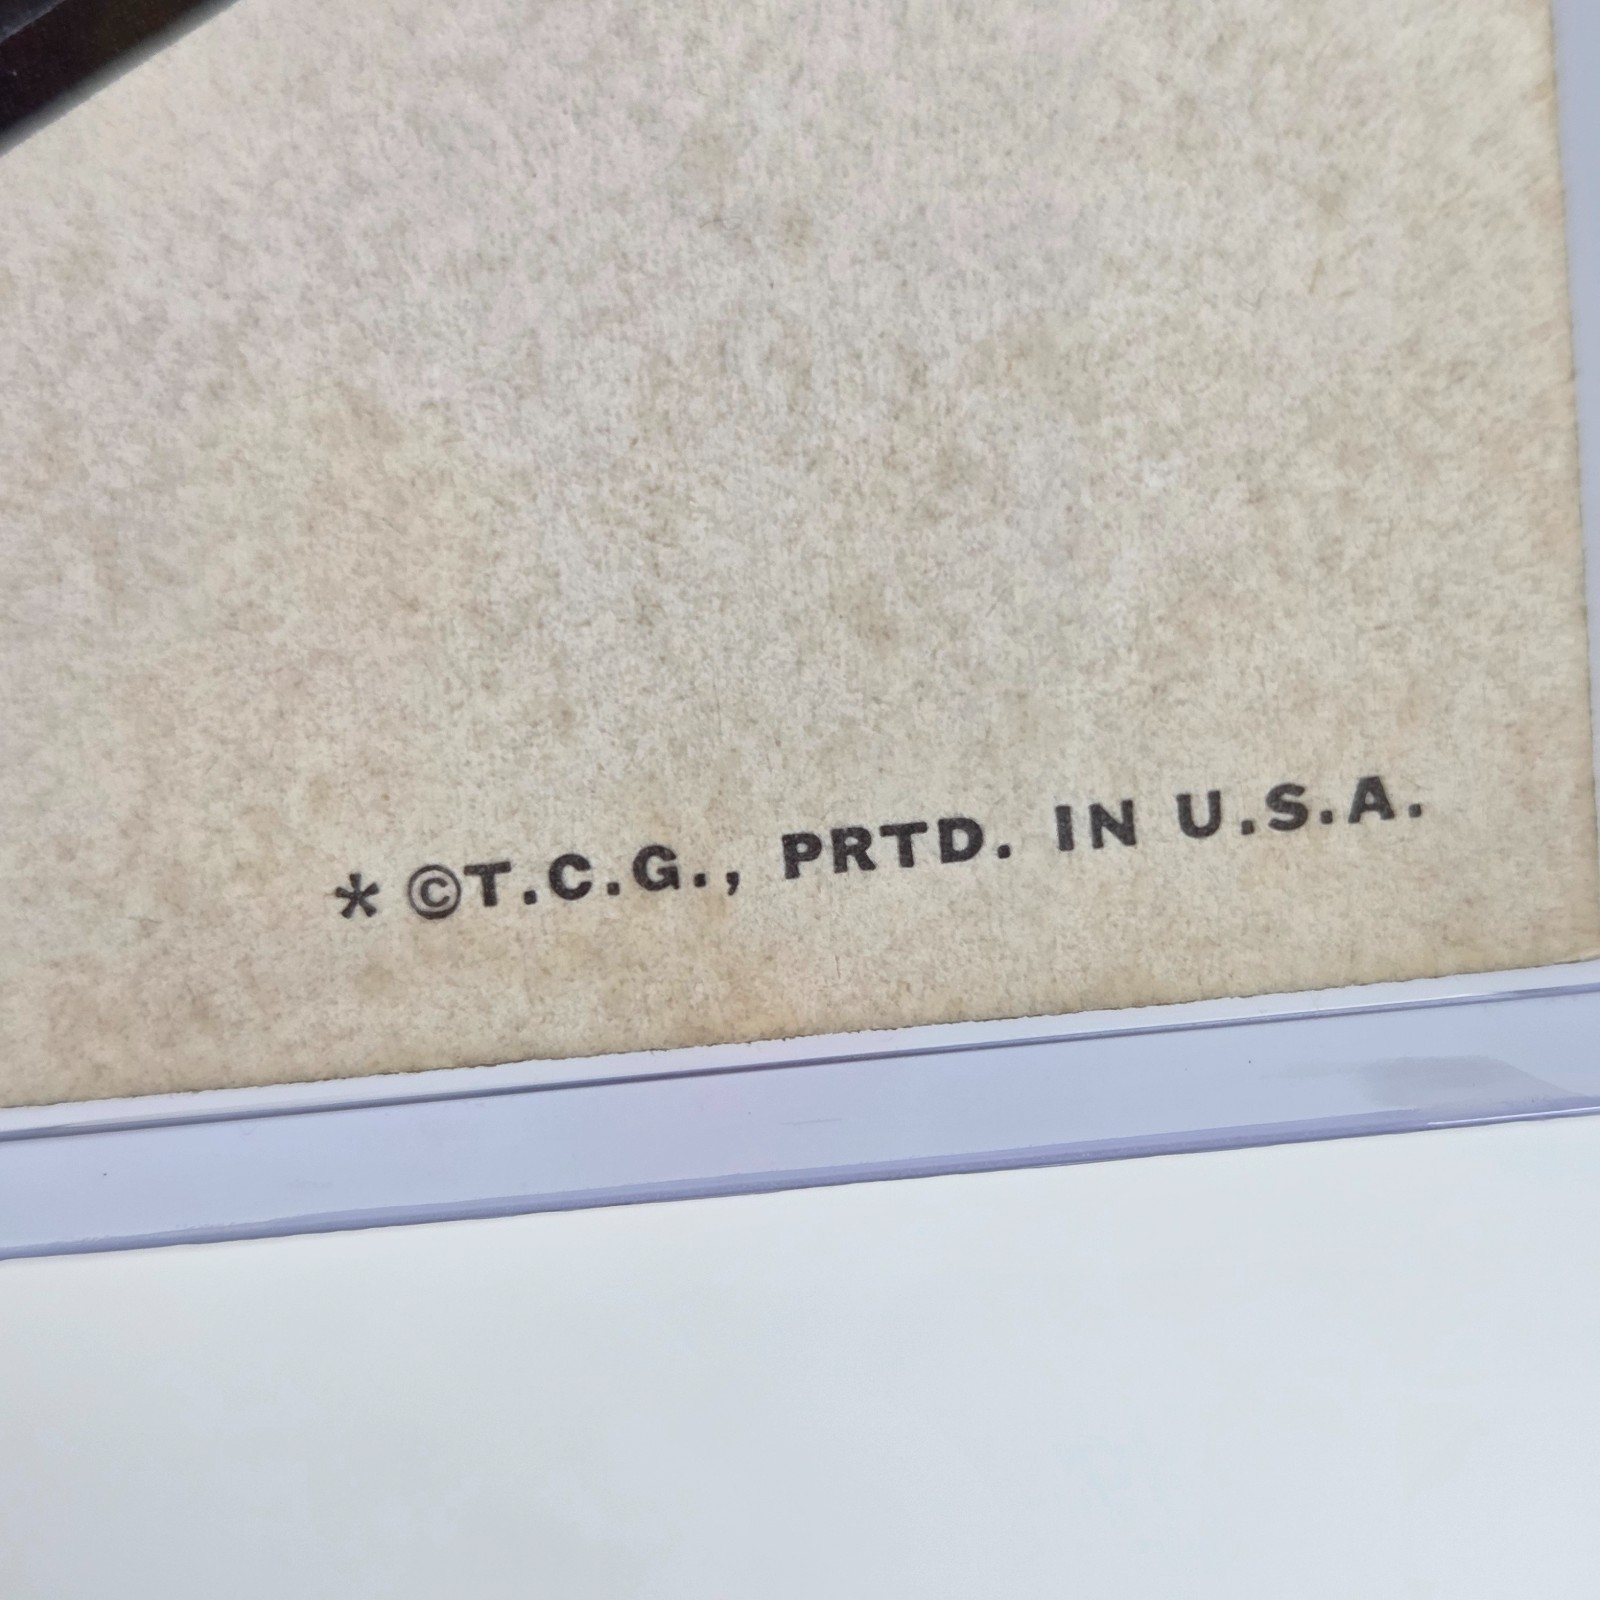 * ©T.C.G., PRTD. IN U.S.A.